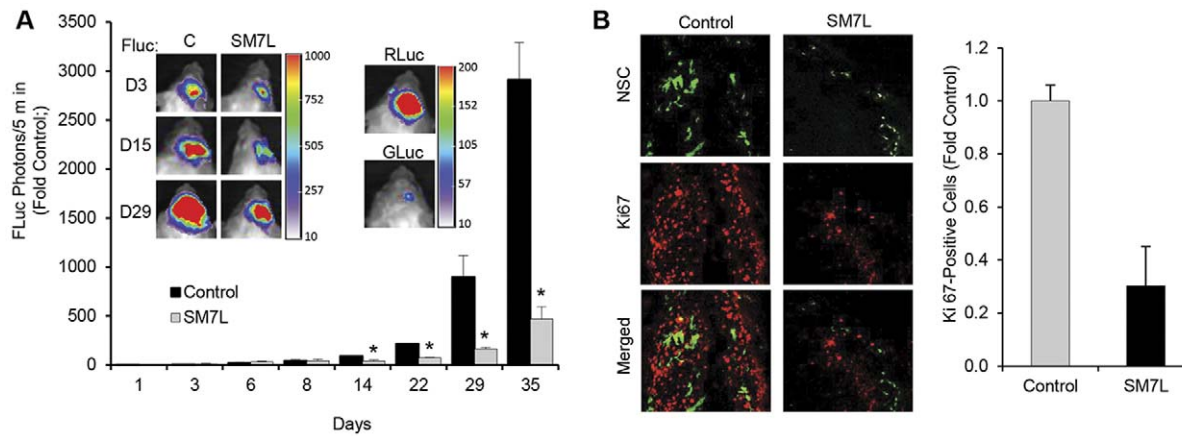 A
FLuc Photons/5 m in
(Fold Control;)
3500
3000
2500
2000
1500
1000
500
0
Fluc:
C
SM7L
D3
D15
D29
1000
752
505
257
10
RLuc
GLuc
200
152
105
57
10
Control
SM7L
*
*
*
*
1
3
6
8
14
22
29
35
Days
B
Control
SM7L
NSC
Ki67
Merged
Ki 67-Positive Cells (Fold Control)
1.2
1.0
0.8
0.6
0.4
0.2
0.0
Control
SM7L